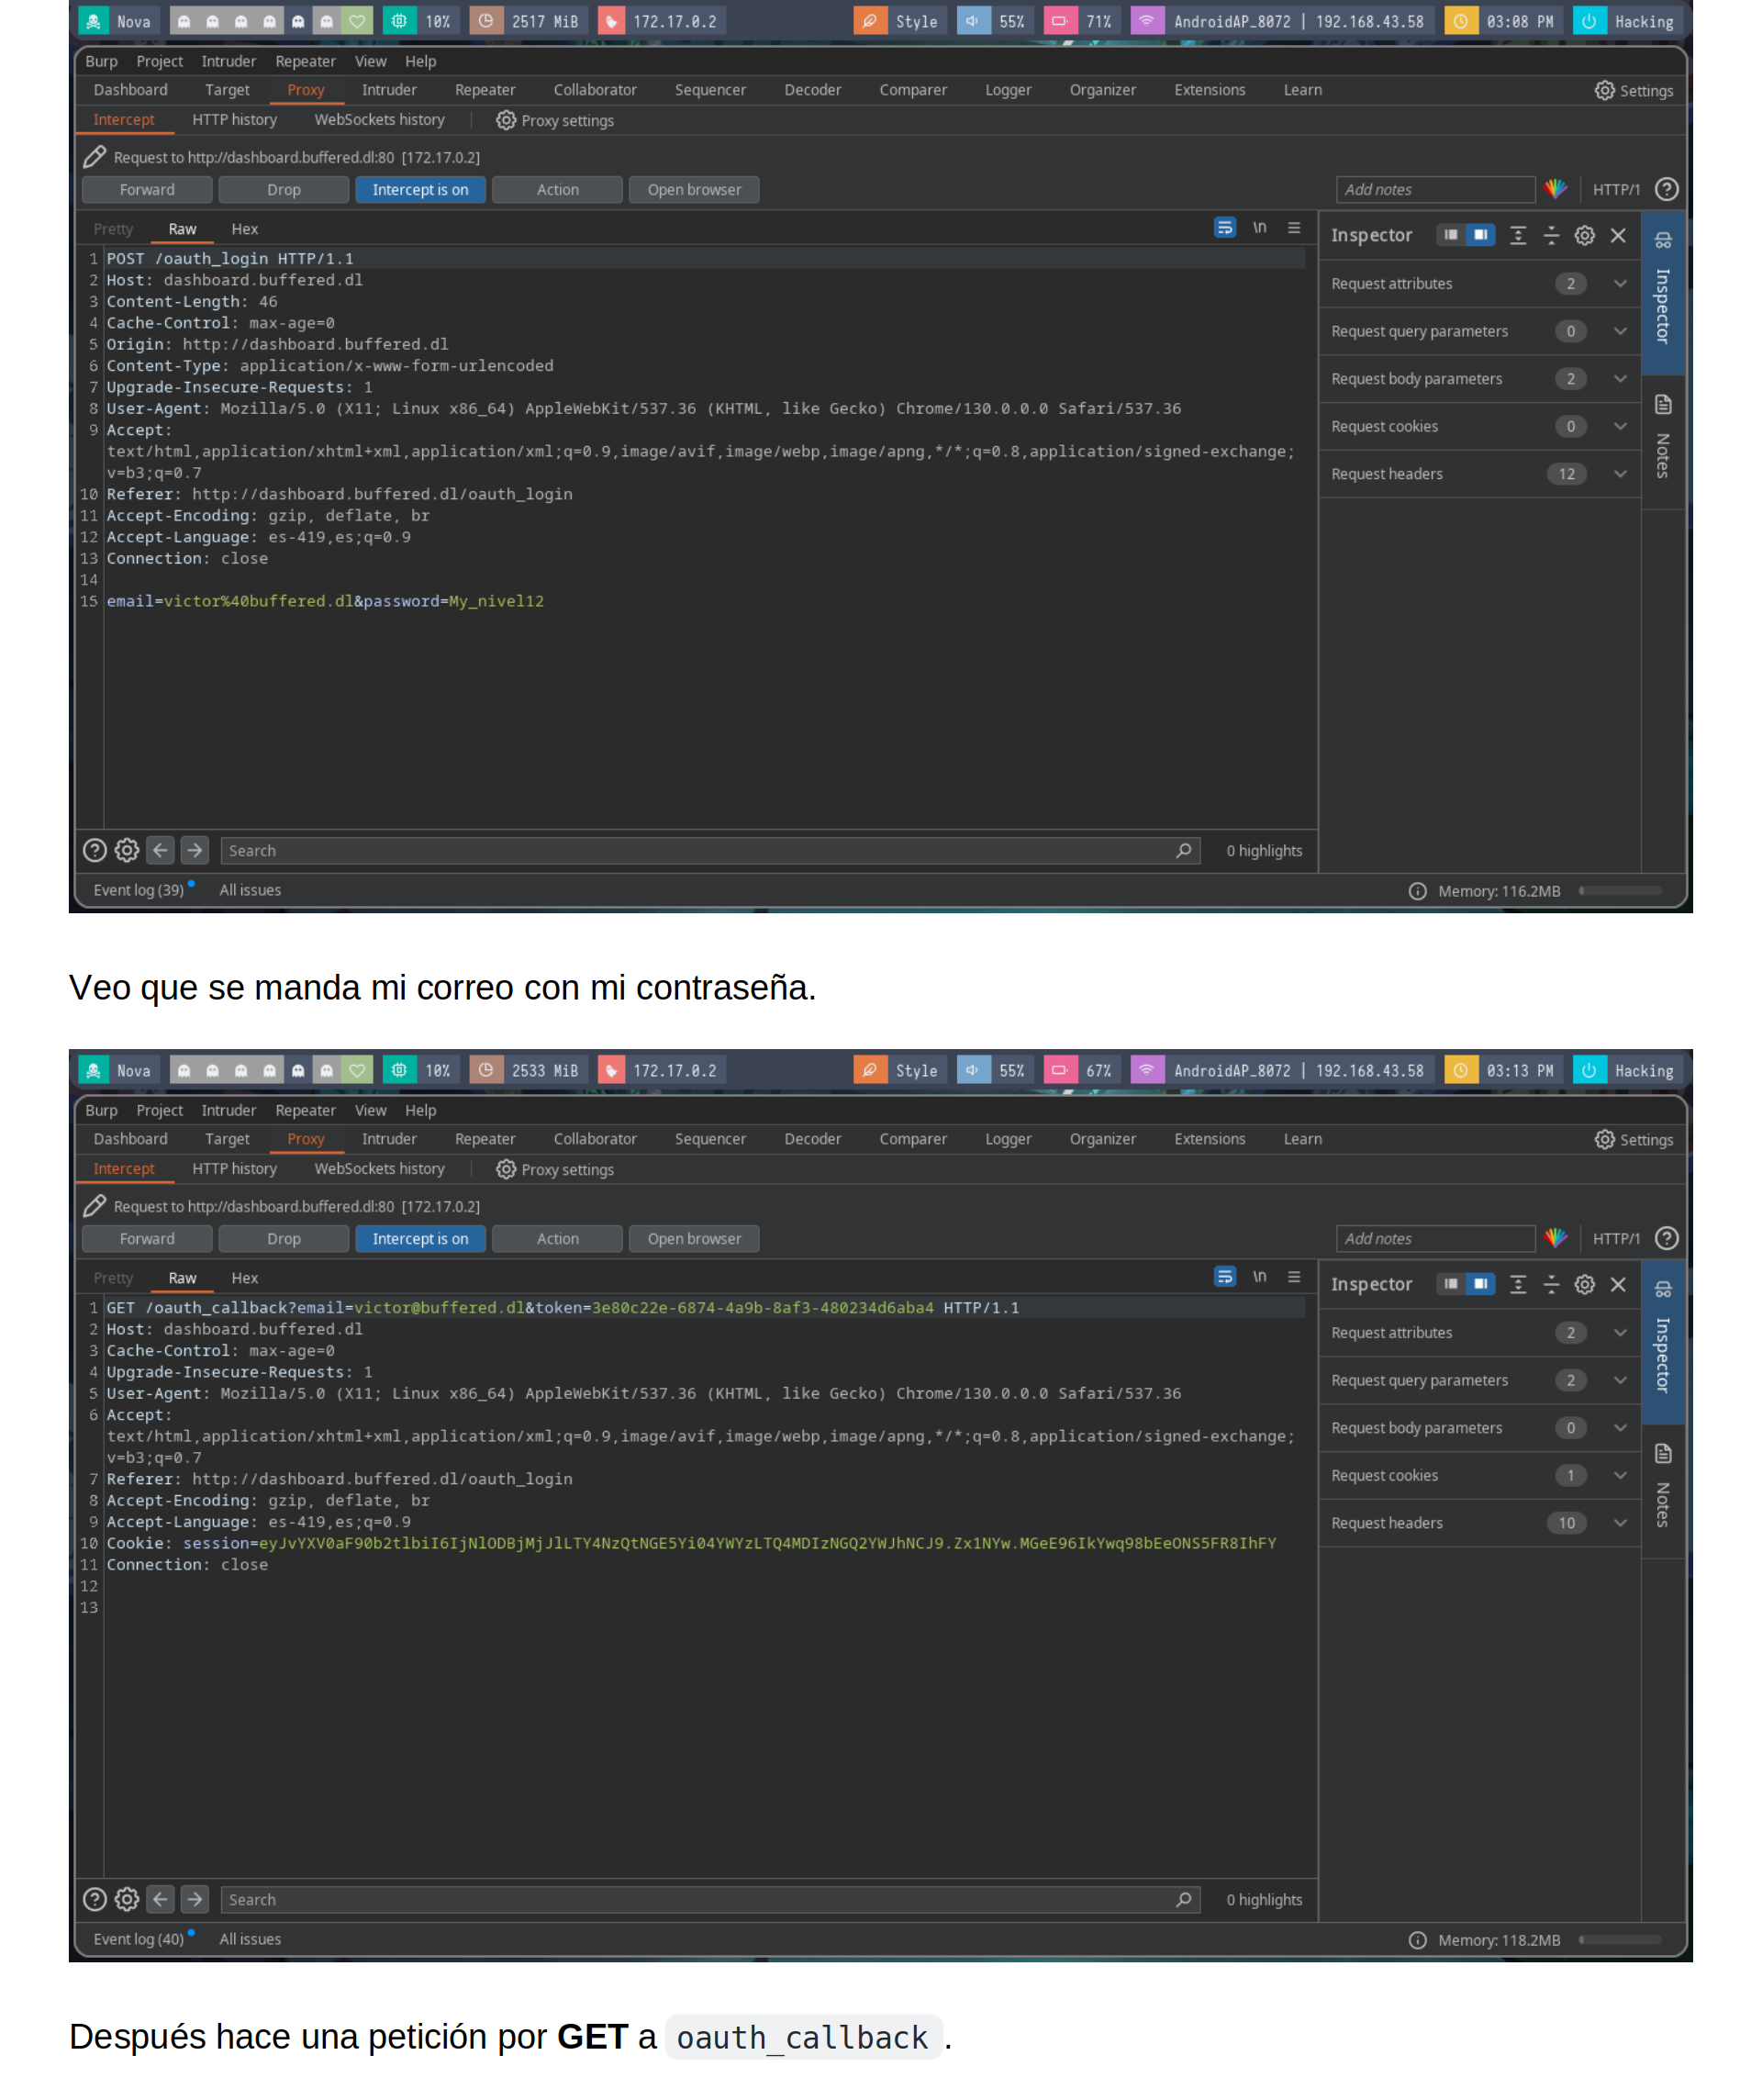 Nova 10% 2517 MiB 172.17.0.2 Style 55% 71% AndroidAP_8072 | 192.168.43.58 03:08 PM Hacking
Burp Project Intruder Repeater View Help
Dashboard Target Proxy Intruder Repeater Collaborator Sequencer Decoder Comparer Logger Organizer Extensions Learn Settings
Intercept HTTP history WebSockets history Proxy settings
Request to http://dashboard.buffered.dl:80 [172.17.0.2]
Forward Drop Intercept is on Action Open browser Add notes HTTP/1
Pretty Raw Hex \n Inspector
1 POST /oauth_login HTTP/1.1
2 Host: dashboard.buffered.dl
3 Content-Length: 46
4 Cache-Control: max-age=0
5 Origin: http://dashboard.buffered.dl
6 Content-Type: application/x-www-form-urlencoded
7 Upgrade-Insecure-Requests: 1
8 User-Agent: Mozilla/5.0 (X11; Linux x86_64) AppleWebKit/537.36 (KHTML, like Gecko) Chrome/130.0.0.0 Safari/537.36
9 Accept:
text/html,application/xhtml+xml,application/xml;q=0.9,image/avif,image/webp,image/apng,*/*;q=0.8,application/signed-exchange;
v=b3;q=0.7
10 Referer: http://dashboard.buffered.dl/oauth_login
11 Accept-Encoding: gzip, deflate, br
12 Accept-Language: es-419,es;q=0.9
13 Connection: close
14
15 email=victor%40buffered.dl&password=My_nivel12
Request attributes 2
Request query parameters 0
Request body parameters 2
Request cookies 0
Request headers 12
Inspector
Notes
Search 0 highlights
Event log (39) All issues Memory: 116.2MB
Veo que se manda mi correo con mi contraseña.
Nova 10% 2533 MiB 172.17.0.2 Style 55% 67% AndroidAP_8072 | 192.168.43.58 03:13 PM Hacking
Burp Project Intruder Repeater View Help
Dashboard Target Proxy Intruder Repeater Collaborator Sequencer Decoder Comparer Logger Organizer Extensions Learn Settings
Intercept HTTP history WebSockets history Proxy settings
Request to http://dashboard.buffered.dl:80 [172.17.0.2]
Forward Drop Intercept is on Action Open browser Add notes HTTP/1
Pretty Raw Hex \n Inspector
1 GET /oauth_callback?email=victor@buffered.dl&token=3e80c22e-6874-4a9b-8af3-480234d6aba4 HTTP/1.1
2 Host: dashboard.buffered.dl
3 Cache-Control: max-age=0
4 Upgrade-Insecure-Requests: 1
5 User-Agent: Mozilla/5.0 (X11; Linux x86_64) AppleWebKit/537.36 (KHTML, like Gecko) Chrome/130.0.0.0 Safari/537.36
6 Accept:
text/html,application/xhtml+xml,application/xml;q=0.9,image/avif,image/webp,image/apng,*/*;q=0.8,application/signed-exchange;
v=b3;q=0.7
7 Referer: http://dashboard.buffered.dl/oauth_login
8 Accept-Encoding: gzip, deflate, br
9 Accept-Language: es-419,es;q=0.9
10 Cookie: session=eyJvYXV0aF90b2tlbiI6IjNlODBjMjJlLTY4NzQtNGE5Yi04YWYzLTQ4MDIzNGQ2YWJhNCJ9.Zx1NYw.MGeE96IkYwq98bEeONS5FR8IhFY
11 Connection: close
12
13
Request attributes 2
Request query parameters 2
Request body parameters 0
Request cookies 1
Request headers 10
Inspector
Notes
Search 0 highlights
Event log (40) All issues Memory: 118.2MB
Después hace una petición por GET a oauth_callback.